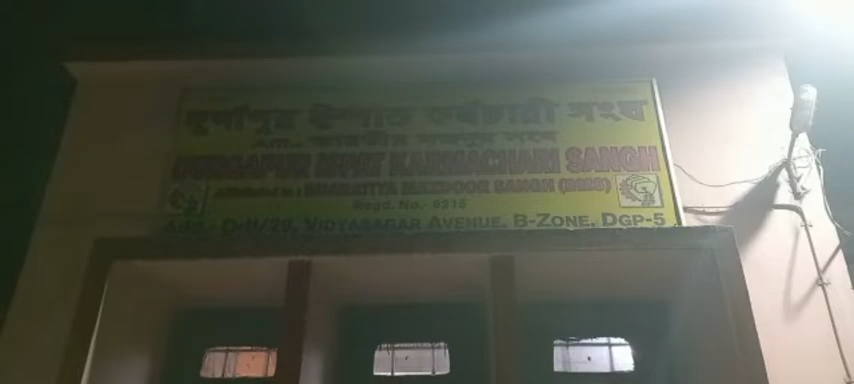 দুর্গাপুর ইস্পাত কর্মচারী সংঘ
DURGAPUR ISPAT KARMACHARI SANGH
Affiliated to : BHARATIYA MAZDOOR SANGH (BMS)
Regd. No.- 6215
Add.: D-II/29, VIDYASAGAR AVENUE, B-ZONE, DGP-5